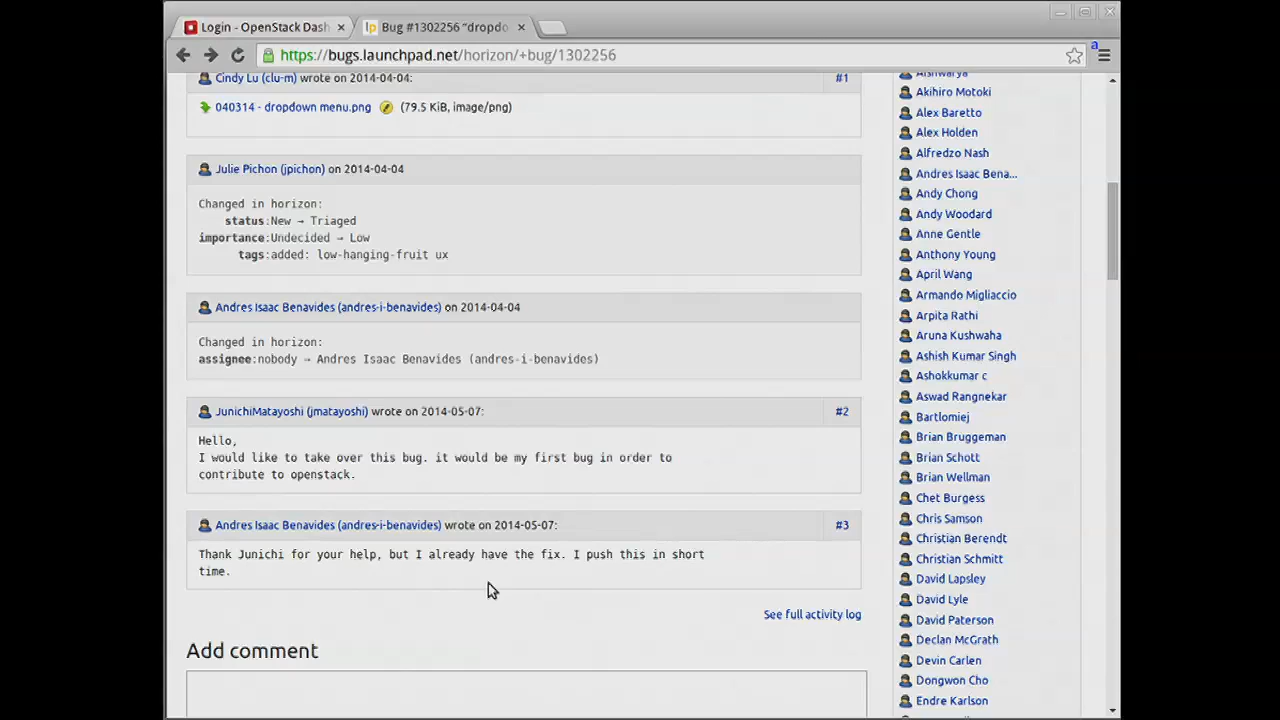 Login - OpenStack Dash
Bug #1302256 “dropdo
https://bugs.launchpad.net/horizon/+bug/1302256
a
Cindy Lu (clu-m) wrote on 2014-04-04:
#1
040314 - dropdown menu.png (79.5 KiB, image/png)
Julie Pichon (jpichon) on 2014-04-04
Changed in horizon:
status:New → Triaged
importance:Undecided → Low
tags:added: low-hanging-fruit ux
Andres Isaac Benavides (andres-i-benavides) on 2014-04-04
Changed in horizon:
assignee:nobody → Andres Isaac Benavides (andres-i-benavides)
JunichiMatayoshi (jmatayoshi) wrote on 2014-05-07:
#2
Hello,
I would like to take over this bug. it would be my first bug in order to
contribute to openstack.
Andres Isaac Benavides (andres-i-benavides) wrote on 2014-05-07:
#3
Thank Junichi for your help, but I already have the fix. I push this in short
time.
See full activity log
Add comment
Aishwarya
Akihiro Motoki
Alex Baretto
Alex Holden
Alfredzo Nash
Andres Isaac Bena...
Andy Chong
Andy Woodard
Anne Gentle
Anthony Young
April Wang
Armando Migliaccio
Arpita Rathi
Aruna Kushwaha
Ashish Kumar Singh
Ashokkumar c
Aswad Rangnekar
Bartlomiej
Brian Bruggeman
Brian Schott
Brian Wellman
Chet Burgess
Chris Samson
Christian Berendt
Christian Schmitt
David Lapsley
David Lyle
David Paterson
Declan McGrath
Devin Carlen
Dongwon Cho
Endre Karlson